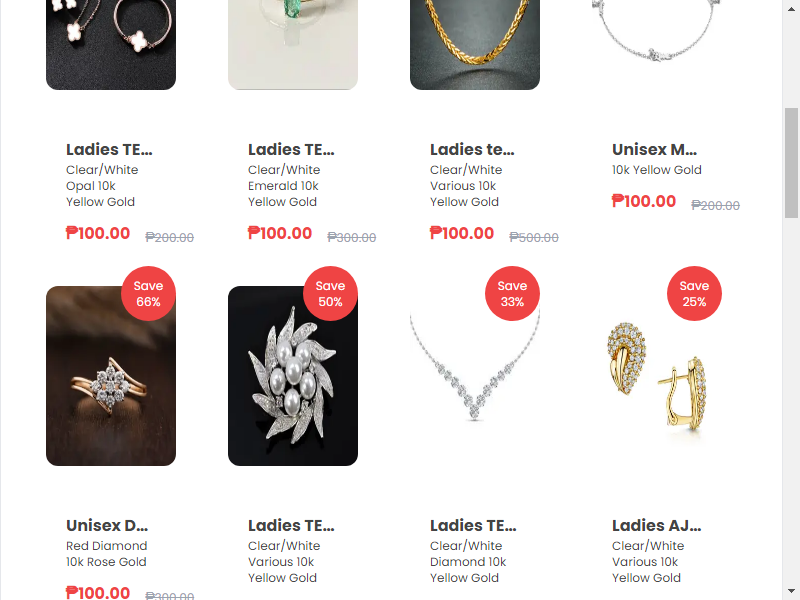 Ladies TE...
Clear/White
Opal 10k
Yellow Gold
₱100.00 ₱200.00
Ladies TE...
Clear/White
Emerald 10k
Yellow Gold
₱100.00 ₱300.00
Ladies te...
Clear/White
Various 10k
Yellow Gold
₱100.00 ₱500.00
Unisex M...
10k Yellow Gold
₱100.00 ₱200.00
Save
66%
Unisex D...
Red Diamond
10k Rose Gold
₱100.00 ₱300.00
Save
50%
Ladies TE...
Clear/White
Various 10k
Yellow Gold
Save
33%
Ladies TE...
Clear/White
Diamond 10k
Yellow Gold
Save
25%
Ladies AJ...
Clear/White
Various 10k
Yellow Gold